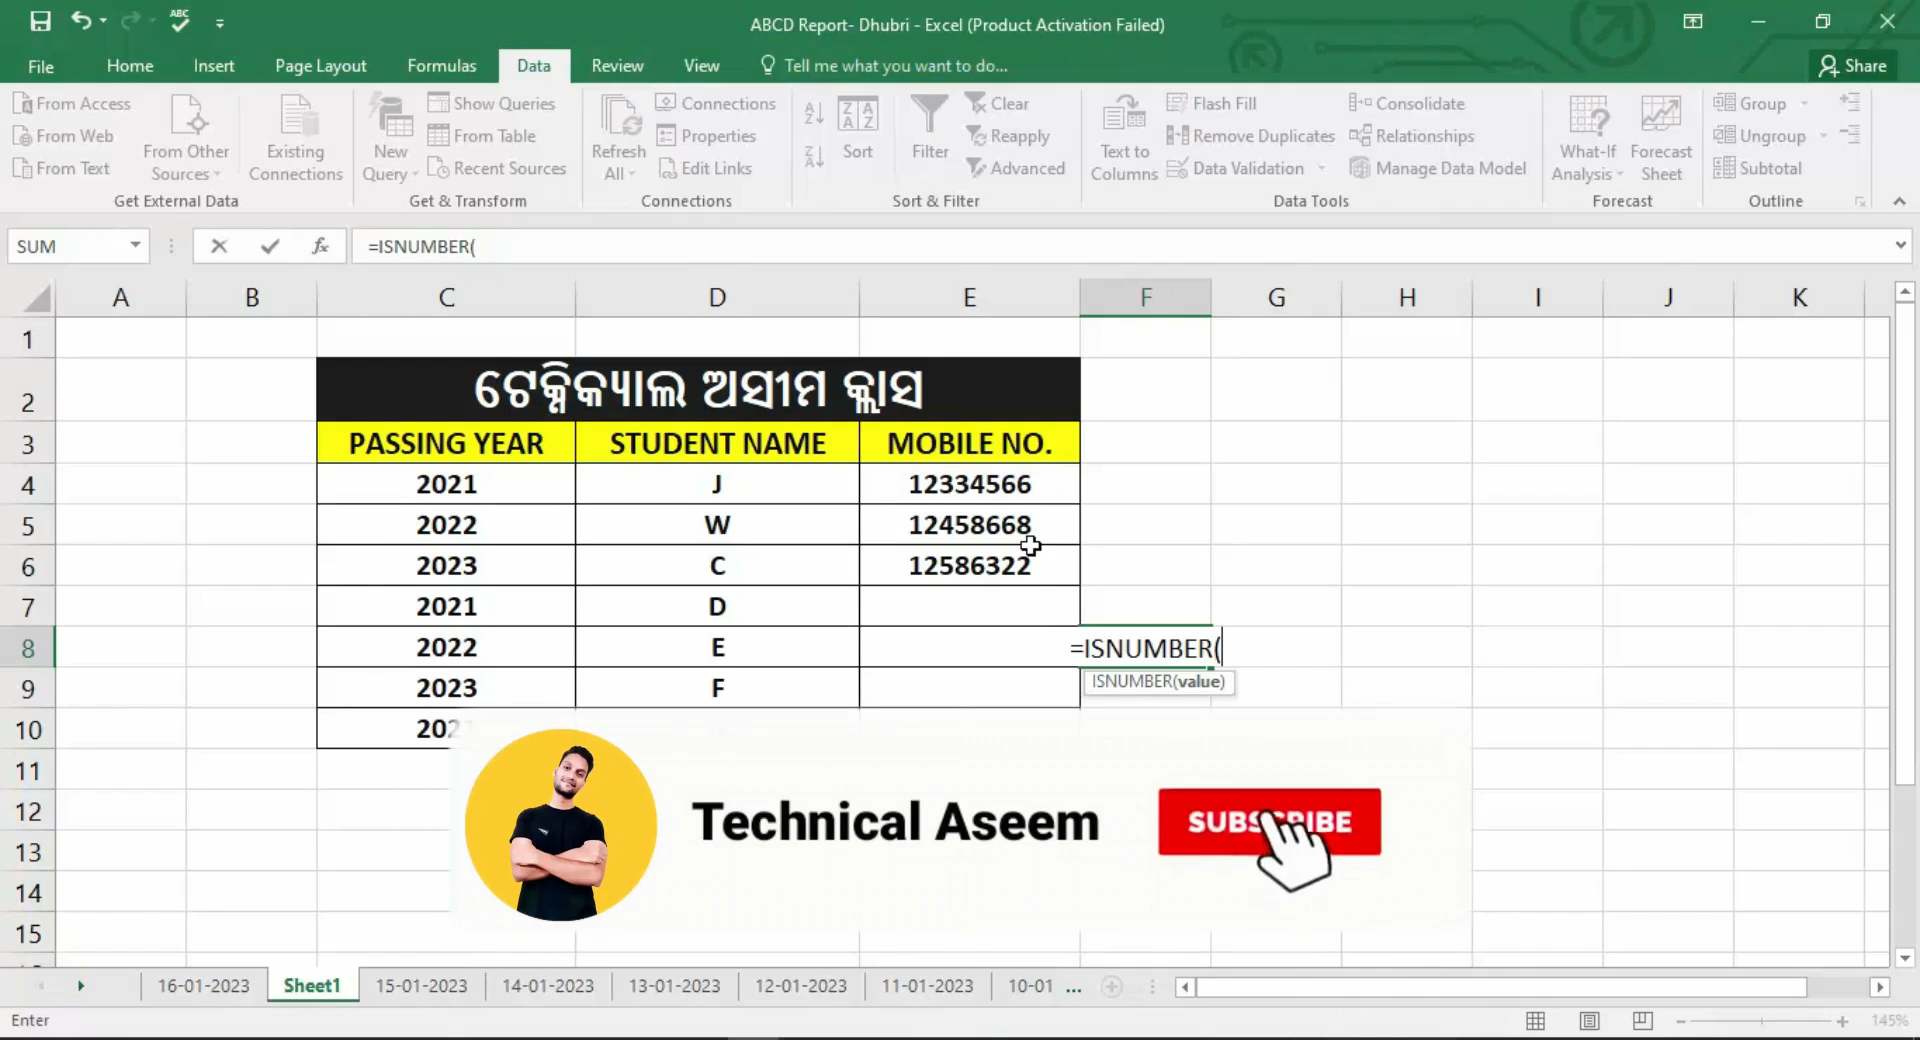 ABC
ABCD Report- Dhubri - Excel (Product Activation Failed)
File Home Insert Page Layout Formulas Data Review View Tell me what you want to do... Share
From Access
From Web
From Text
From Other Sources
Existing Connections
Get External Data
New Query
Show Queries
From Table
Recent Sources
Get & Transform
Refresh All
Connections
Properties
Edit Links
Connections
Sort
Filter
Clear
Reapply
Advanced
Sort & Filter
Text to Columns
Flash Fill
Remove Duplicates
Data Validation
Consolidate
Relationships
Manage Data Model
Data Tools
What-If Analysis
Forecast Sheet
Forecast
Group
Ungroup
Subtotal
Outline
SUM fx =ISNUMBER(
A B C D E F G H I J K
1
2 ଟେକ୍ନିକ୍ୟାଲ ଅସୀମ କ୍ଲାସ
3 PASSING YEAR STUDENT NAME MOBILE NO.
4 2021 J 12334566
5 2022 W 12458668
6 2023 C 12586322
7 2021 D
8 2022 E =ISNUMBER(
ISNUMBER(value)
9 2023 F
10
11
12
13
14
15
Technical Aseem SUBSCRIBE
16-01-2023 Sheet1 15-01-2023 14-01-2023 13-01-2023 12-01-2023 11-01-2023 10-01 ...
Enter 145%